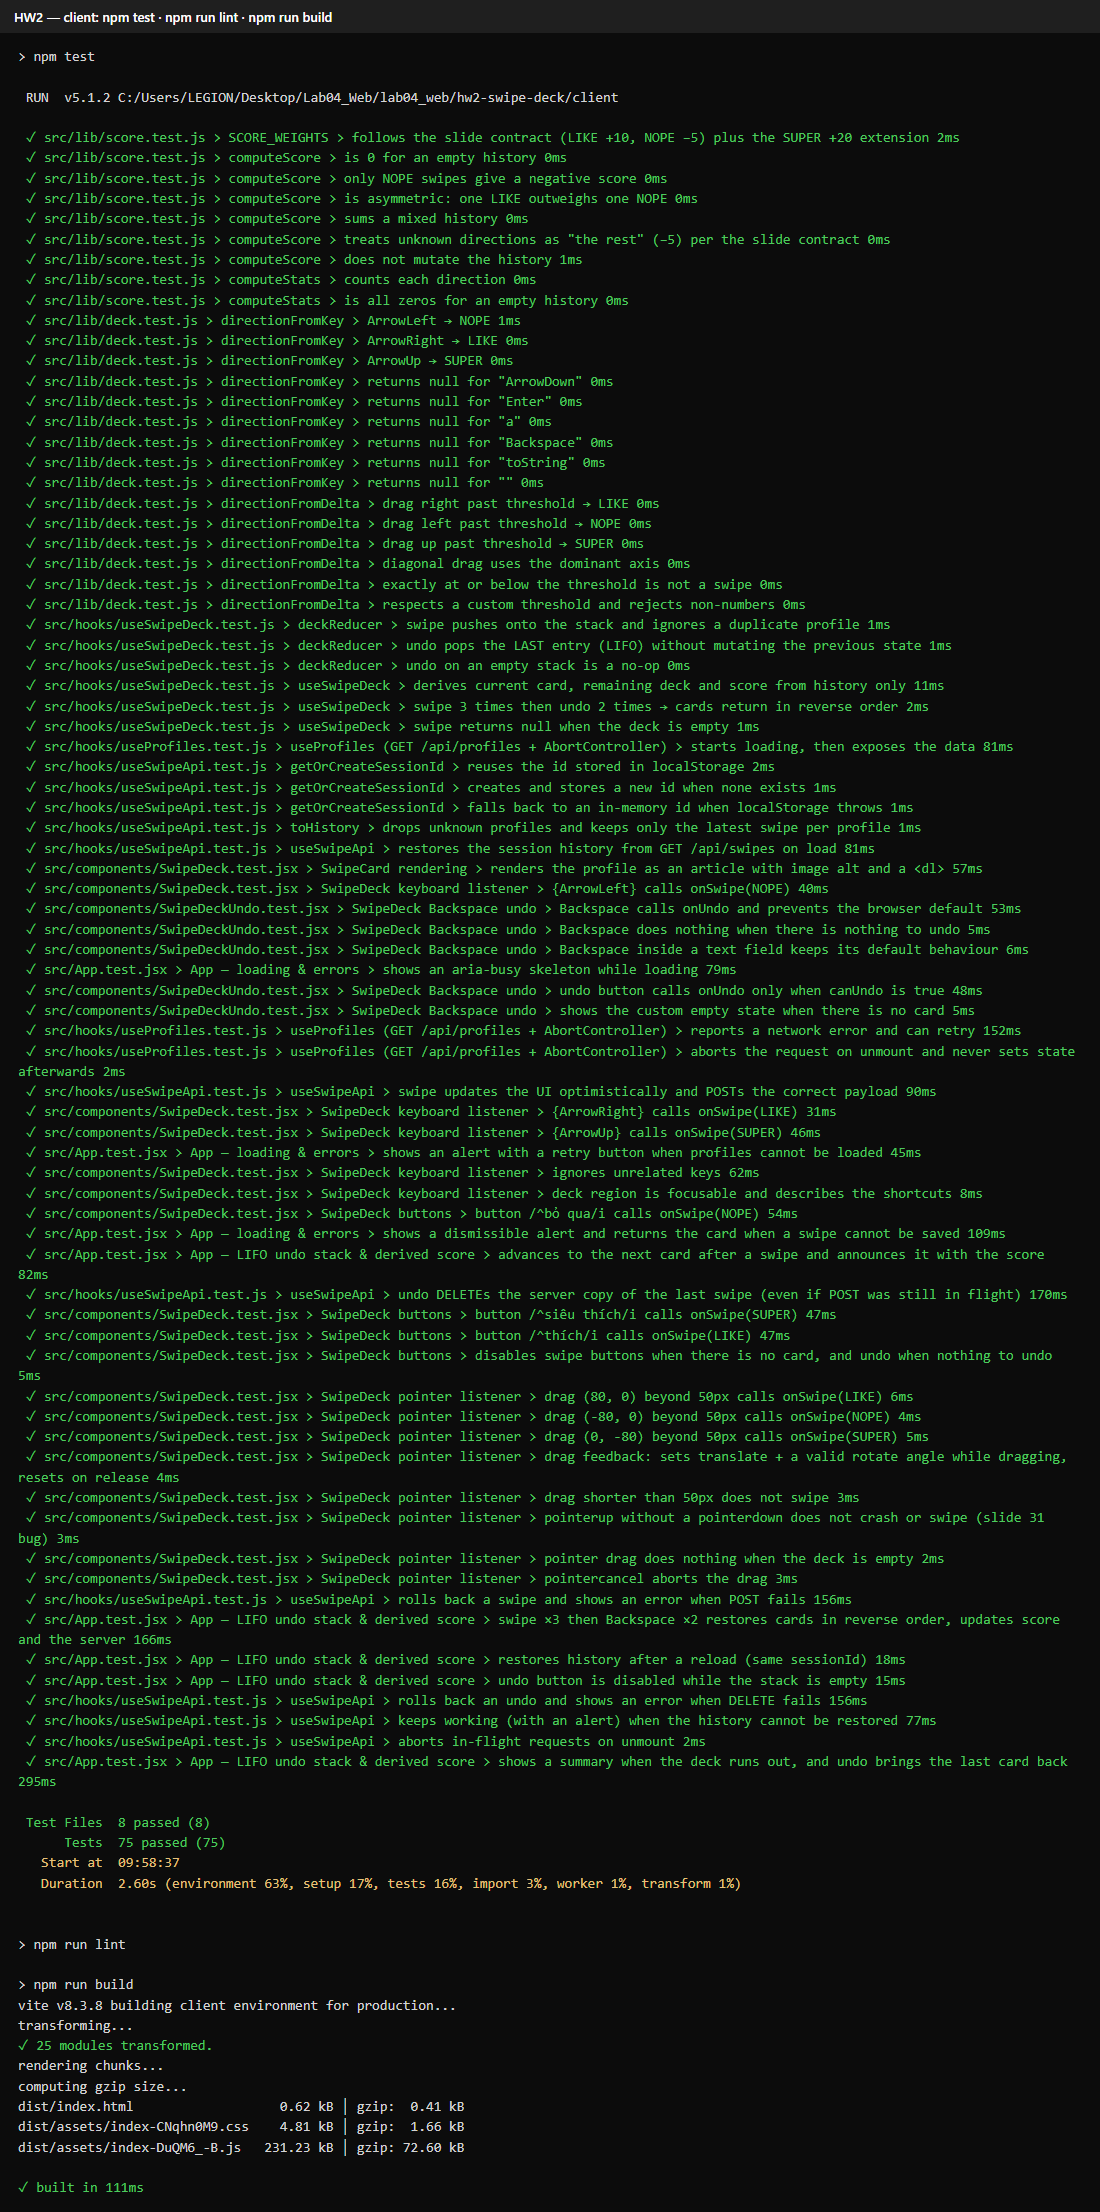 HW2 — client: npm test · npm run lint · npm run build
> npm test
RUN v5.1.2 C:/Users/LEGION/Desktop/Lab04_Web/lab04_web/hw2-swipe-deck/client
✓ src/lib/score.test.js > SCORE_WEIGHTS > follows the slide contract (LIKE +10, NOPE −5) plus the SUPER +20 extension 2ms
✓ src/lib/score.test.js > computeScore > is 0 for an empty history 0ms
✓ src/lib/score.test.js > computeScore > only NOPE swipes give a negative score 0ms
✓ src/lib/score.test.js > computeScore > is asymmetric: one LIKE outweighs one NOPE 0ms
✓ src/lib/score.test.js > computeScore > sums a mixed history 0ms
✓ src/lib/score.test.js > computeScore > treats unknown directions as "the rest" (−5) per the slide contract 0ms
✓ src/lib/score.test.js > computeScore > does not mutate the history 1ms
✓ src/lib/score.test.js > computeStats > counts each direction 0ms
✓ src/lib/score.test.js > computeStats > is all zeros for an empty history 0ms
✓ src/lib/deck.test.js > directionFromKey > ArrowLeft → NOPE 1ms
✓ src/lib/deck.test.js > directionFromKey > ArrowRight → LIKE 0ms
✓ src/lib/deck.test.js > directionFromKey > ArrowUp → SUPER 0ms
✓ src/lib/deck.test.js > directionFromKey > returns null for "ArrowDown" 0ms
✓ src/lib/deck.test.js > directionFromKey > returns null for "Enter" 0ms
✓ src/lib/deck.test.js > directionFromKey > returns null for "a" 0ms
✓ src/lib/deck.test.js > directionFromKey > returns null for "Backspace" 0ms
✓ src/lib/deck.test.js > directionFromKey > returns null for "toString" 0ms
✓ src/lib/deck.test.js > directionFromKey > returns null for "" 0ms
✓ src/lib/deck.test.js > directionFromDelta > drag right past threshold → LIKE 0ms
✓ src/lib/deck.test.js > directionFromDelta > drag left past threshold → NOPE 0ms
✓ src/lib/deck.test.js > directionFromDelta > drag up past threshold → SUPER 0ms
✓ src/lib/deck.test.js > directionFromDelta > diagonal drag uses the dominant axis 0ms
✓ src/lib/deck.test.js > directionFromDelta > exactly at or below the threshold is not a swipe 0ms
✓ src/lib/deck.test.js > directionFromDelta > respects a custom threshold and rejects non-numbers 0ms
✓ src/hooks/useSwipeDeck.test.js > deckReducer > swipe pushes onto the stack and ignores a duplicate profile 1ms
✓ src/hooks/useSwipeDeck.test.js > deckReducer > undo pops the LAST entry (LIFO) without mutating the previous state 1ms
✓ src/hooks/useSwipeDeck.test.js > deckReducer > undo on an empty stack is a no-op 0ms
✓ src/hooks/useSwipeDeck.test.js > useSwipeDeck > derives current card, remaining deck and score from history only 11ms
✓ src/hooks/useSwipeDeck.test.js > useSwipeDeck > swipe 3 times then undo 2 times → cards return in reverse order 2ms
✓ src/hooks/useSwipeDeck.test.js > useSwipeDeck > swipe returns null when the deck is empty 1ms
✓ src/hooks/useProfiles.test.js > useProfiles (GET /api/profiles + AbortController) > starts loading, then exposes the data 81ms
✓ src/hooks/useSwipeApi.test.js > getOrCreateSessionId > reuses the id stored in localStorage 2ms
✓ src/hooks/useSwipeApi.test.js > getOrCreateSessionId > creates and stores a new id when none exists 1ms
✓ src/hooks/useSwipeApi.test.js > getOrCreateSessionId > falls back to an in-memory id when localStorage throws 1ms
✓ src/hooks/useSwipeApi.test.js > toHistory > drops unknown profiles and keeps only the latest swipe per profile 1ms
✓ src/hooks/useSwipeApi.test.js > useSwipeApi > restores the session history from GET /api/swipes on load 81ms
✓ src/components/SwipeDeck.test.jsx > SwipeCard rendering > renders the profile as an article with image alt and a <dl> 57ms
✓ src/components/SwipeDeck.test.jsx > SwipeDeck keyboard listener > {ArrowLeft} calls onSwipe(NOPE) 40ms
✓ src/components/SwipeDeckUndo.test.jsx > SwipeDeck Backspace undo > Backspace calls onUndo and prevents the browser default 53ms
✓ src/components/SwipeDeckUndo.test.jsx > SwipeDeck Backspace undo > Backspace does nothing when there is nothing to undo 5ms
✓ src/components/SwipeDeckUndo.test.jsx > SwipeDeck Backspace undo > Backspace inside a text field keeps its default behaviour 6ms
✓ src/App.test.jsx > App — loading & errors > shows an aria-busy skeleton while loading 79ms
✓ src/components/SwipeDeckUndo.test.jsx > SwipeDeck Backspace undo > undo button calls onUndo only when canUndo is true 48ms
✓ src/components/SwipeDeckUndo.test.jsx > SwipeDeck Backspace undo > shows the custom empty state when there is no card 5ms
✓ src/hooks/useProfiles.test.js > useProfiles (GET /api/profiles + AbortController) > reports a network error and can retry 152ms
✓ src/hooks/useProfiles.test.js > useProfiles (GET /api/profiles + AbortController) > aborts the request on unmount and never sets state
afterwards 2ms
✓ src/hooks/useSwipeApi.test.js > useSwipeApi > swipe updates the UI optimistically and POSTs the correct payload 90ms
✓ src/components/SwipeDeck.test.jsx > SwipeDeck keyboard listener > {ArrowRight} calls onSwipe(LIKE) 31ms
✓ src/components/SwipeDeck.test.jsx > SwipeDeck keyboard listener > {ArrowUp} calls onSwipe(SUPER) 46ms
✓ src/App.test.jsx > App — loading & errors > shows an alert with a retry button when profiles cannot be loaded 45ms
✓ src/components/SwipeDeck.test.jsx > SwipeDeck keyboard listener > ignores unrelated keys 62ms
✓ src/components/SwipeDeck.test.jsx > SwipeDeck keyboard listener > deck region is focusable and describes the shortcuts 8ms
✓ src/components/SwipeDeck.test.jsx > SwipeDeck buttons > button /^bỏ qua/i calls onSwipe(NOPE) 54ms
✓ src/App.test.jsx > App — loading & errors > shows a dismissible alert and returns the card when a swipe cannot be saved 109ms
✓ src/App.test.jsx > App — LIFO undo stack & derived score > advances to the next card after a swipe and announces it with the score
82ms
✓ src/hooks/useSwipeApi.test.js > useSwipeApi > undo DELETEs the server copy of the last swipe (even if POST was still in flight) 170ms
✓ src/components/SwipeDeck.test.jsx > SwipeDeck buttons > button /^siêu thích/i calls onSwipe(SUPER) 47ms
✓ src/components/SwipeDeck.test.jsx > SwipeDeck buttons > button /^thích/i calls onSwipe(LIKE) 47ms
✓ src/components/SwipeDeck.test.jsx > SwipeDeck buttons > disables swipe buttons when there is no card, and undo when nothing to undo
5ms
✓ src/components/SwipeDeck.test.jsx > SwipeDeck pointer listener > drag (80, 0) beyond 50px calls onSwipe(LIKE) 6ms
✓ src/components/SwipeDeck.test.jsx > SwipeDeck pointer listener > drag (-80, 0) beyond 50px calls onSwipe(NOPE) 4ms
✓ src/components/SwipeDeck.test.jsx > SwipeDeck pointer listener > drag (0, -80) beyond 50px calls onSwipe(SUPER) 5ms
✓ src/components/SwipeDeck.test.jsx > SwipeDeck pointer listener > drag feedback: sets translate + a valid rotate angle while dragging,
resets on release 4ms
✓ src/components/SwipeDeck.test.jsx > SwipeDeck pointer listener > drag shorter than 50px does not swipe 3ms
✓ src/components/SwipeDeck.test.jsx > SwipeDeck pointer listener > pointerup without a pointerdown does not crash or swipe (slide 31
bug) 3ms
✓ src/components/SwipeDeck.test.jsx > SwipeDeck pointer listener > pointer drag does nothing when the deck is empty 2ms
✓ src/components/SwipeDeck.test.jsx > SwipeDeck pointer listener > pointercancel aborts the drag 3ms
✓ src/hooks/useSwipeApi.test.js > useSwipeApi > rolls back a swipe and shows an error when POST fails 156ms
✓ src/App.test.jsx > App — LIFO undo stack & derived score > swipe ×3 then Backspace ×2 restores cards in reverse order, updates score
and the server 166ms
✓ src/App.test.jsx > App — LIFO undo stack & derived score > restores history after a reload (same sessionId) 18ms
✓ src/App.test.jsx > App — LIFO undo stack & derived score > undo button is disabled while the stack is empty 15ms
✓ src/hooks/useSwipeApi.test.js > useSwipeApi > rolls back an undo and shows an error when DELETE fails 156ms
✓ src/hooks/useSwipeApi.test.js > useSwipeApi > keeps working (with an alert) when the history cannot be restored 77ms
✓ src/hooks/useSwipeApi.test.js > useSwipeApi > aborts in-flight requests on unmount 2ms
✓ src/App.test.jsx > App — LIFO undo stack & derived score > shows a summary when the deck runs out, and undo brings the last card back
295ms
Test Files 8 passed (8)
Tests 75 passed (75)
Start at 09:58:37
Duration 2.60s (environment 63%, setup 17%, tests 16%, import 3%, worker 1%, transform 1%)
> npm run lint
> npm run build
vite v8.3.8 building client environment for production...
transforming...
✓ 25 modules transformed.
rendering chunks...
computing gzip size...
dist/index.html 0.62 kB │ gzip: 0.41 kB
dist/assets/index-CNqhn0M9.css 4.81 kB │ gzip: 1.66 kB
dist/assets/index-DuQM6_-B.js 231.23 kB │ gzip: 72.60 kB
✓ built in 111ms